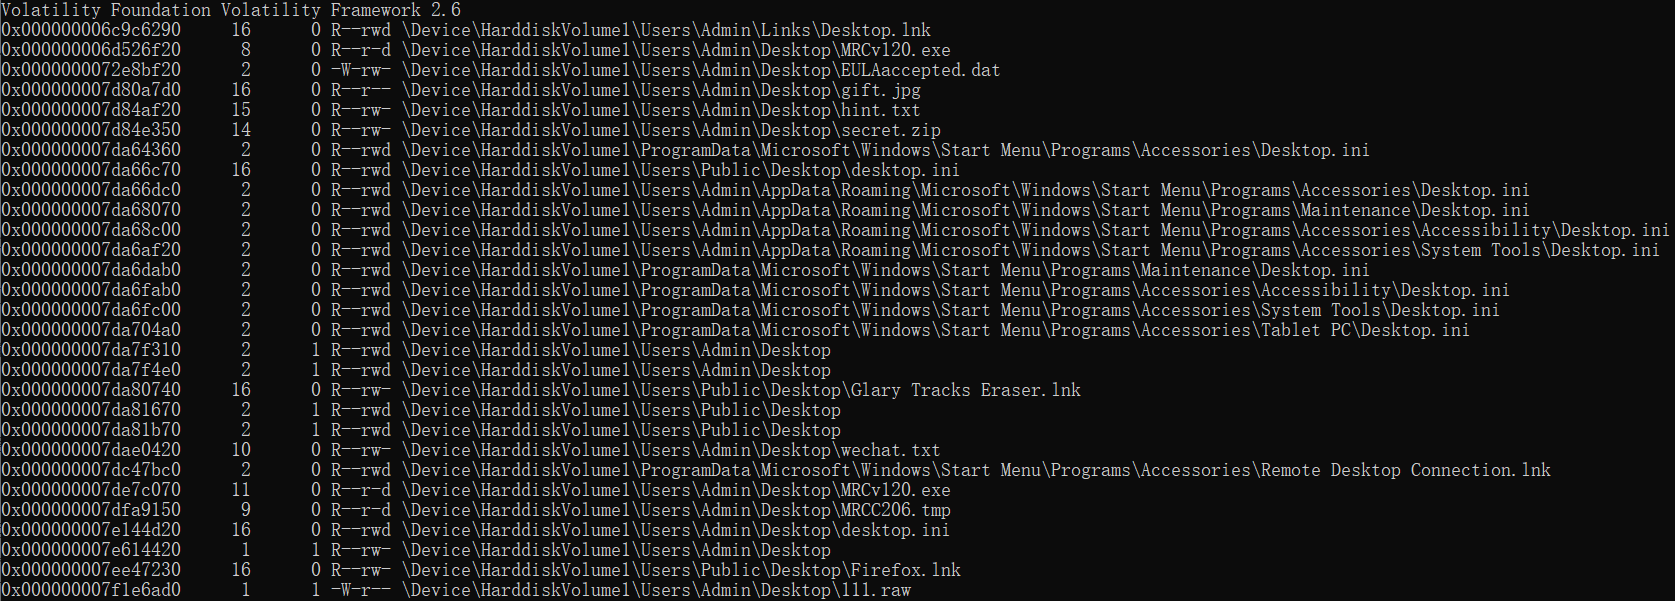 Volatility Foundation Volatility Framework 2.6
0x000000006c9c6290     16      0 R--rwd \Device\HarddiskVolume1\Users\Admin\Links\Desktop.lnk
0x000000006d526f20      8      0 R--r-d \Device\HarddiskVolume1\Users\Admin\Desktop\MRCv120.exe
0x0000000072e8bf20      2      0 -W-rw- \Device\HarddiskVolume1\Users\Admin\Desktop\EULAaccepted.dat
0x000000007d80a7d0     16      0 R--r-- \Device\HarddiskVolume1\Users\Admin\Desktop\gift.jpg
0x000000007d84af20     15      0 R--rw- \Device\HarddiskVolume1\Users\Admin\Desktop\hint.txt
0x000000007d84e350     14      0 R--rw- \Device\HarddiskVolume1\Users\Admin\Desktop\secret.zip
0x000000007da64360      2      0 R--rwd \Device\HarddiskVolume1\ProgramData\Microsoft\Windows\Start Menu\Programs\Accessories\Desktop.ini
0x000000007da66c70     16      0 R--rwd \Device\HarddiskVolume1\Users\Public\Desktop\desktop.ini
0x000000007da66dc0      2      0 R--rwd \Device\HarddiskVolume1\Users\Admin\AppData\Roaming\Microsoft\Windows\Start Menu\Programs\Accessories\Desktop.ini
0x000000007da68070      2      0 R--rwd \Device\HarddiskVolume1\Users\Admin\AppData\Roaming\Microsoft\Windows\Start Menu\Programs\Maintenance\Desktop.ini
0x000000007da68c00      2      0 R--rwd \Device\HarddiskVolume1\Users\Admin\AppData\Roaming\Microsoft\Windows\Start Menu\Programs\Accessories\Accessibility\Desktop.ini
0x000000007da6af20      2      0 R--rwd \Device\HarddiskVolume1\Users\Admin\AppData\Roaming\Microsoft\Windows\Start Menu\Programs\Accessories\System Tools\Desktop.ini
0x000000007da6dab0      2      0 R--rwd \Device\HarddiskVolume1\ProgramData\Microsoft\Windows\Start Menu\Programs\Maintenance\Desktop.ini
0x000000007da6fab0      2      0 R--rwd \Device\HarddiskVolume1\ProgramData\Microsoft\Windows\Start Menu\Programs\Accessories\Accessibility\Desktop.ini
0x000000007da6fc00      2      0 R--rwd \Device\HarddiskVolume1\ProgramData\Microsoft\Windows\Start Menu\Programs\Accessories\System Tools\Desktop.ini
0x000000007da704a0      2      0 R--rwd \Device\HarddiskVolume1\ProgramData\Microsoft\Windows\Start Menu\Programs\Accessories\Tablet PC\Desktop.ini
0x000000007da7f310      2      1 R--rwd \Device\HarddiskVolume1\Users\Admin\Desktop
0x000000007da7f4e0      2      1 R--rwd \Device\HarddiskVolume1\Users\Admin\Desktop
0x000000007da80740     16      0 R--rw- \Device\HarddiskVolume1\Users\Public\Desktop\Glary Tracks Eraser.lnk
0x000000007da81670      2      1 R--rwd \Device\HarddiskVolume1\Users\Public\Desktop
0x000000007da81b70      2      1 R--rwd \Device\HarddiskVolume1\Users\Public\Desktop
0x000000007dae0420     10      0 R--rw- \Device\HarddiskVolume1\Users\Admin\Desktop\wechat.txt
0x000000007dc47bc0      2      0 R--rwd \Device\HarddiskVolume1\ProgramData\Microsoft\Windows\Start Menu\Programs\Accessories\Remote Desktop Connection.lnk
0x000000007de7c070     11      0 R--r-d \Device\HarddiskVolume1\Users\Admin\Desktop\MRCv120.exe
0x000000007dfa9150      9      0 R--r-d \Device\HarddiskVolume1\Users\Admin\Desktop\MRCC206.tmp
0x000000007e144d20     16      0 R--rwd \Device\HarddiskVolume1\Users\Admin\Desktop\desktop.ini
0x000000007e614420      1      1 R--rw- \Device\HarddiskVolume1\Users\Admin\Desktop
0x000000007ee47230     16      0 R--rw- \Device\HarddiskVolume1\Users\Public\Desktop\Firefox.lnk
0x000000007f1e6ad0      1      1 -W-r-- \Device\HarddiskVolume1\Users\Admin\Desktop\111.raw